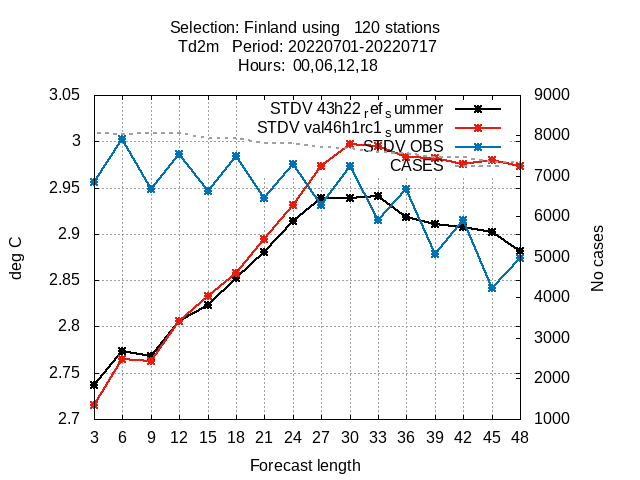 Selection: Finland using   120 stations
Td2m   Period: 20220701-20220717
Hours:  00,06,12,18
3.05
3
2.95
2.9
2.85
2.8
2.75
2.7
deg C
STDV 43h22ref_summer
STDV val46h1rc1_summer
STDV OBS
CASES
9000
8000
7000
6000
5000
4000
3000
2000
1000
No cases
3 6 9 12 15 18 21 24 27 30 33 36 39 42 45 48
Forecast length